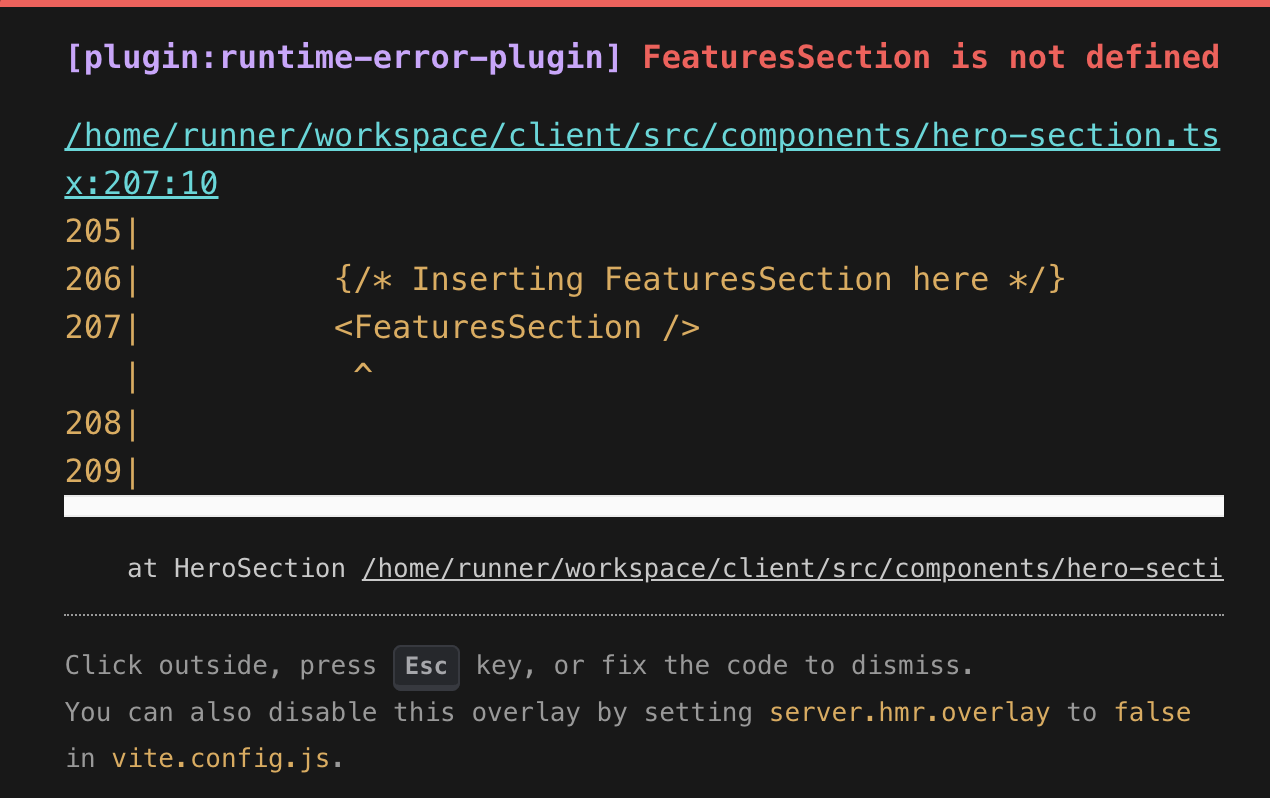 [plugin:runtime-error-plugin] FeaturesSection is not defined
/home/runner/workspace/client/src/components/hero-section.ts
x:207:10
205|
206|          {/* Inserting FeaturesSection here */}
207|          <FeaturesSection />
   |           ^
208|
209|
    at HeroSection /home/runner/workspace/client/src/components/hero-secti
Click outside, press Esc key, or fix the code to dismiss.
You can also disable this overlay by setting server.hmr.overlay to false
in vite.config.js.